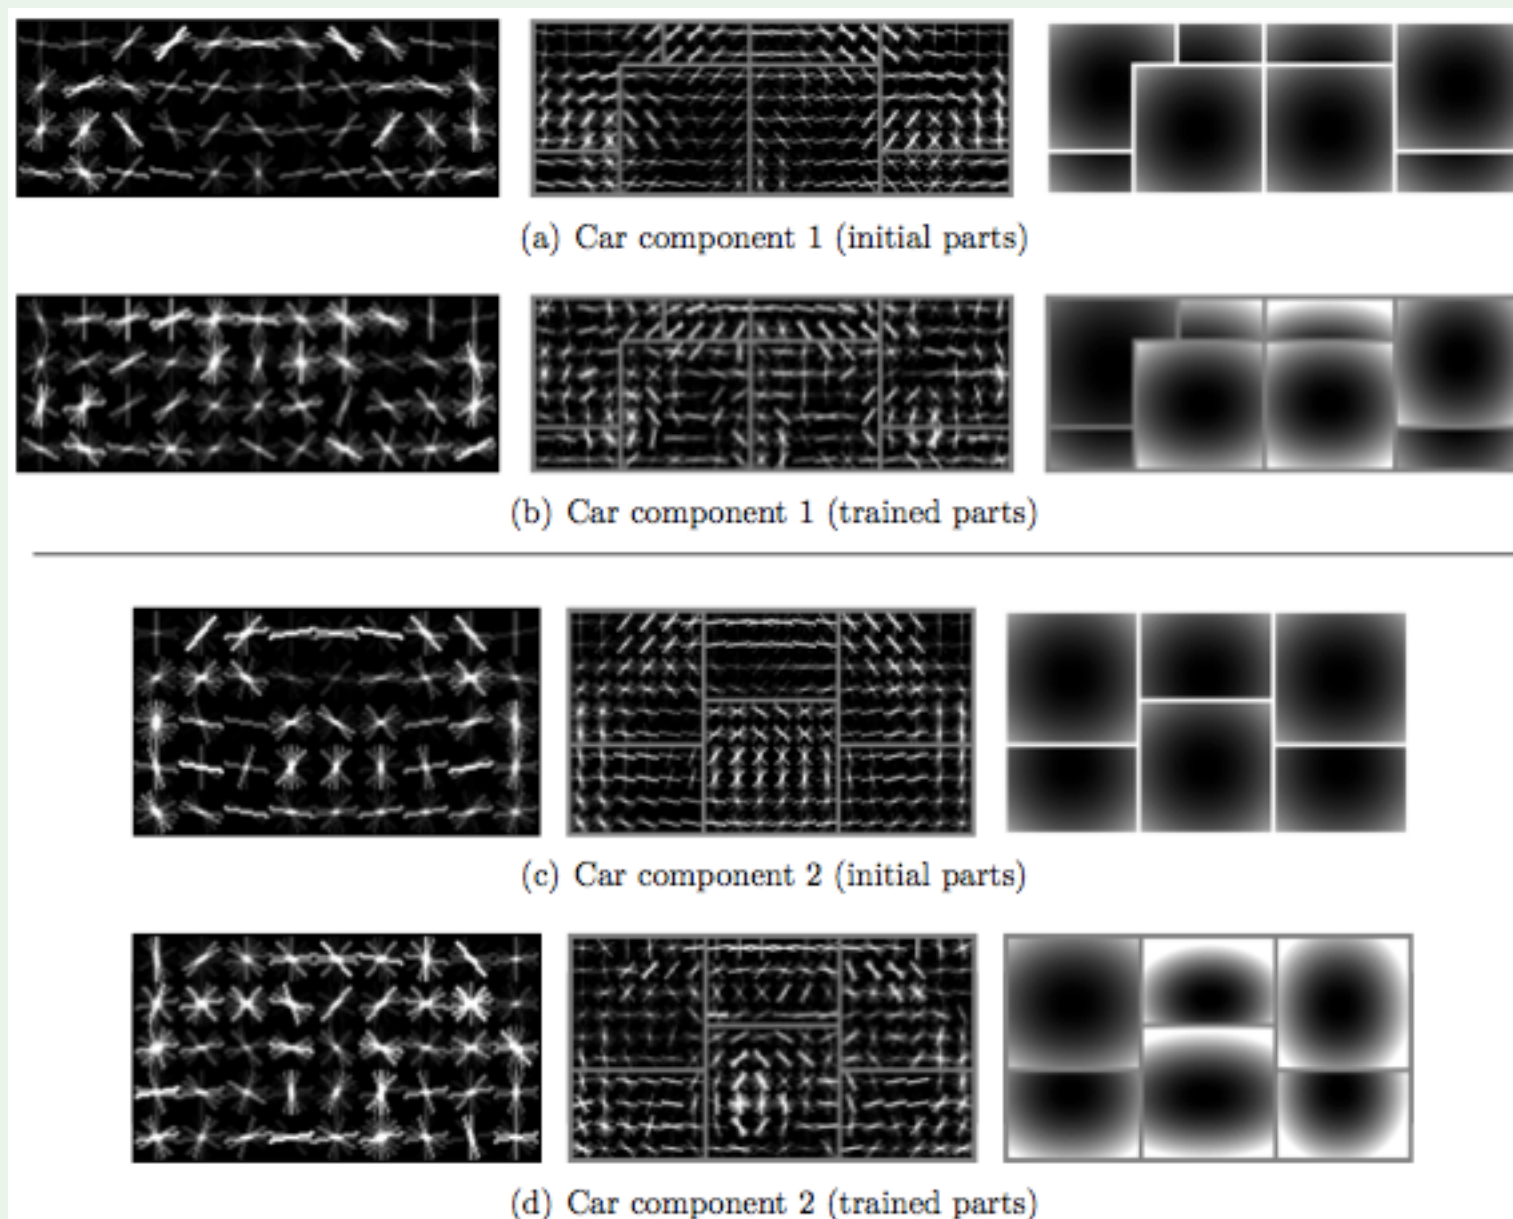 (a) Car component 1 (initial parts)
(b) Car component 1 (trained parts)
(c) Car component 2 (initial parts)
(d) Car component 2 (trained parts)